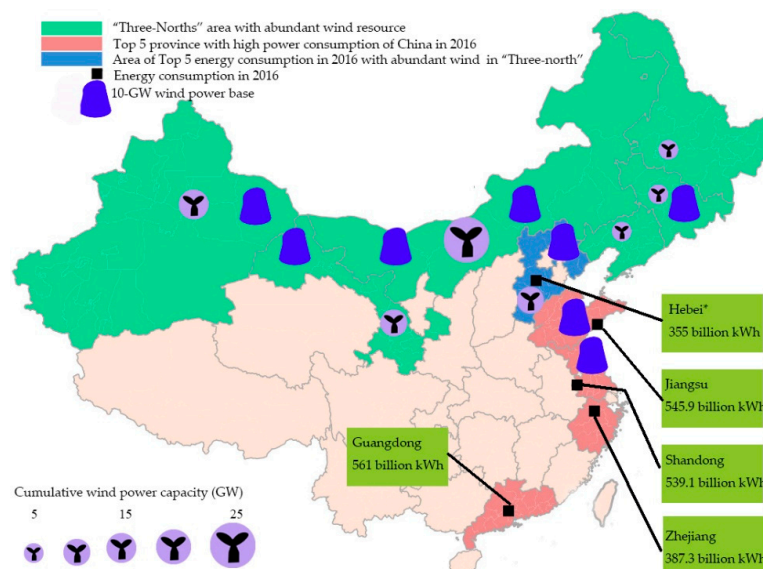 “Three-Norths” area with abundant wind resource
Top 5 province with high power consumption of China in 2016
Area of Top 5 energy consumption in 2016 with abundant wind in “Three-north”
Energy consumption in 2016
10-GW wind power base
Hebei*
355 billion kWh
Jiangsu
545.9 billion kWh
Guangdong
561 billion kWh
Shandong
539.1 billion kWh
Zhejiang
387.3 billion kWh
Cumulative wind power capacity (GW)
5 15 25